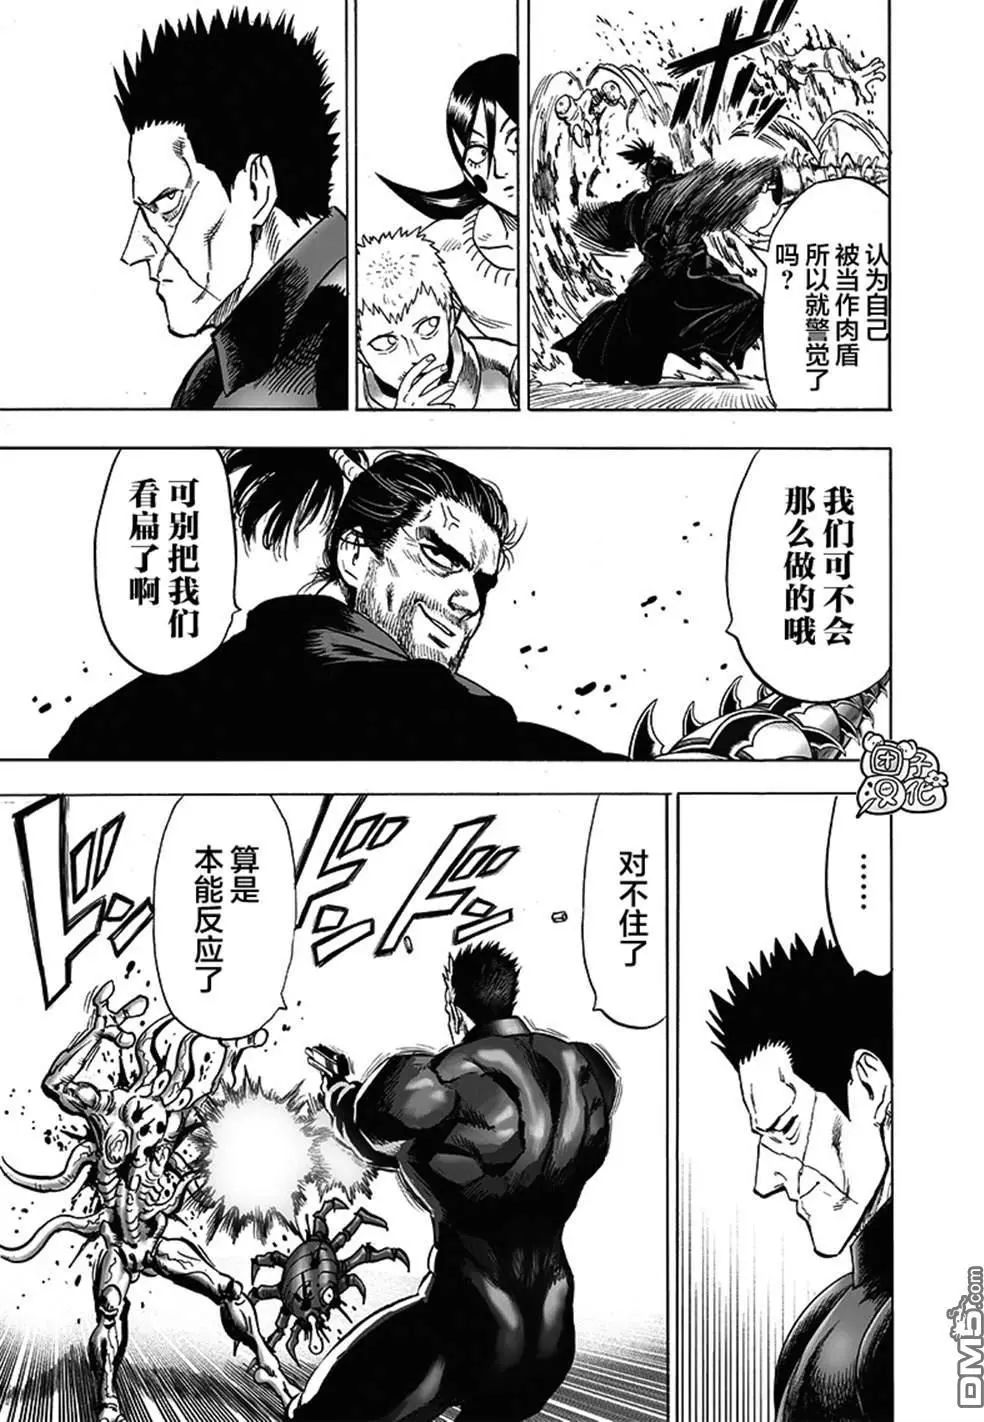 认为自己
被当作肉盾
所以就警觉了
吗?
我们可不会
那么做的哦
可别把我们
看扁了啊
……
对不住了
算是
本能反应了
ドンッ
ドンッ
ドンッ
团子
汉化
DM5.com